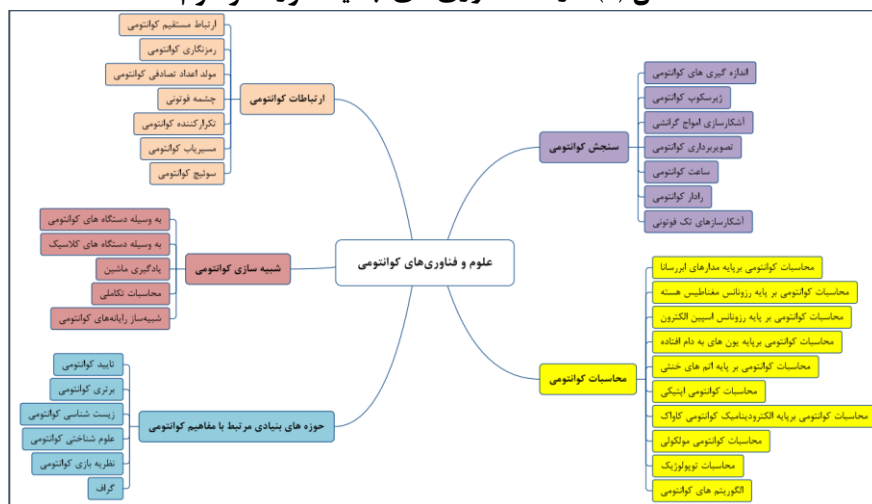 علوم و فناوری‌های کوانتومی
سنجش کوانتومی
اندازه گیری های کوانتومی
ژیرسکوپ کوانتومی
آشکارسازی امواج گرانشی
تصویربرداری کوانتومی
ساعت کوانتومی
رادار کوانتومی
آشکارسازهای تک فوتونی
محاسبات کوانتومی
محاسبات کوانتومی برپایه مدارهای ابررسانا
محاسبات کوانتومی بر پایه رزونانس مغناطیس هسته
محاسبات کوانتومی بر پایه رزونانس اسپین الکترون
محاسبات کوانتومی برپایه یون های به دام افتاده
محاسبات کوانتومی بر پایه اتم های خنثی
محاسبات کوانتومی اپتیکی
محاسبات کوانتومی برپایه الکترودینامیک کوانتومی کاواک
محاسبات کوانتومی مولکولی
محاسبات توپولوژیک
الگوریتم های کوانتومی
ارتباطات کوانتومی
ارتباط مستقیم کوانتومی
رمزنگاری کوانتومی
مولد اعداد تصادفی کوانتومی
چشمه فوتونی
تکرارکننده کوانتومی
مسیریاب کوانتومی
سوئیچ کوانتومی
شبیه سازی کوانتومی
به وسیله دستگاه های کوانتومی
به وسیله دستگاه های کلاسیک
یادگیری ماشین
محاسبات تکاملی
شبیه‌ساز رایانه‌های کوانتومی
حوزه های بنیادی مرتبط با مفاهیم کوانتومی
تایید کوانتومی
برتری کوانتومی
زیست شناسی کوانتومی
علوم شناختی کوانتومی
نظریه بازی کوانتومی
گراف